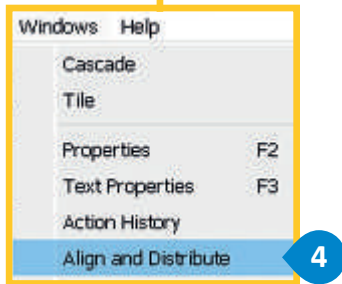 Windows Help
Cascade
Tile
Properties F2
Text Properties F3
Action History
Align and Distribute 4